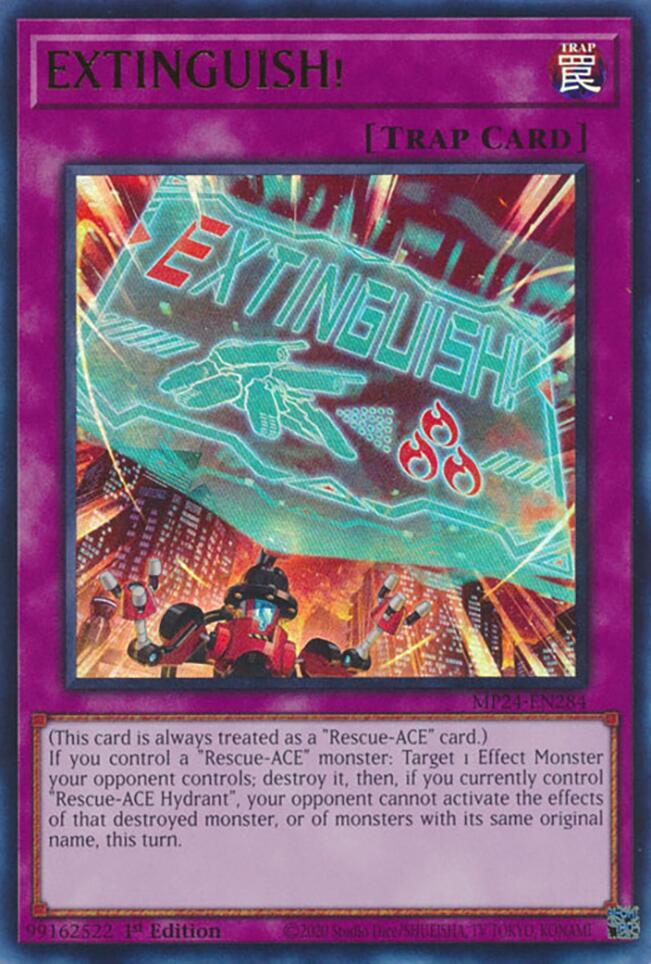 EXTINGUISH!
TRAP
罠
[TRAP CARD]
EXTINGUISH!
MP24-EN284
(This card is always treated as a "Rescue-ACE" card.)
If you control a "Rescue-ACE" monster: Target 1 Effect Monster
your opponent controls; destroy it, then, if you currently control
"Rescue-ACE Hydrant", your opponent cannot activate the effects
of that destroyed monster, or of monsters with its same original
name, this turn.
99162522 1st Edition ©2020 Studio Dice/SHUEISHA, TV TOKYO, KONAMI